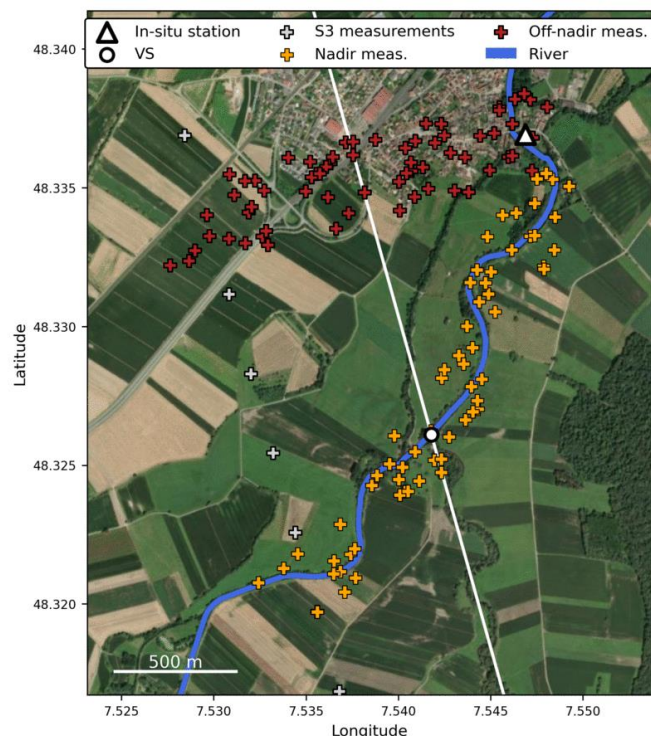 In-situ station
VS
S3 measurements
Nadir meas.
Off-nadir meas.
River
Latitude
48.340
48.335
48.330
48.325
48.320
500 m
7.525 7.530 7.535 7.540 7.545 7.550
Longitude